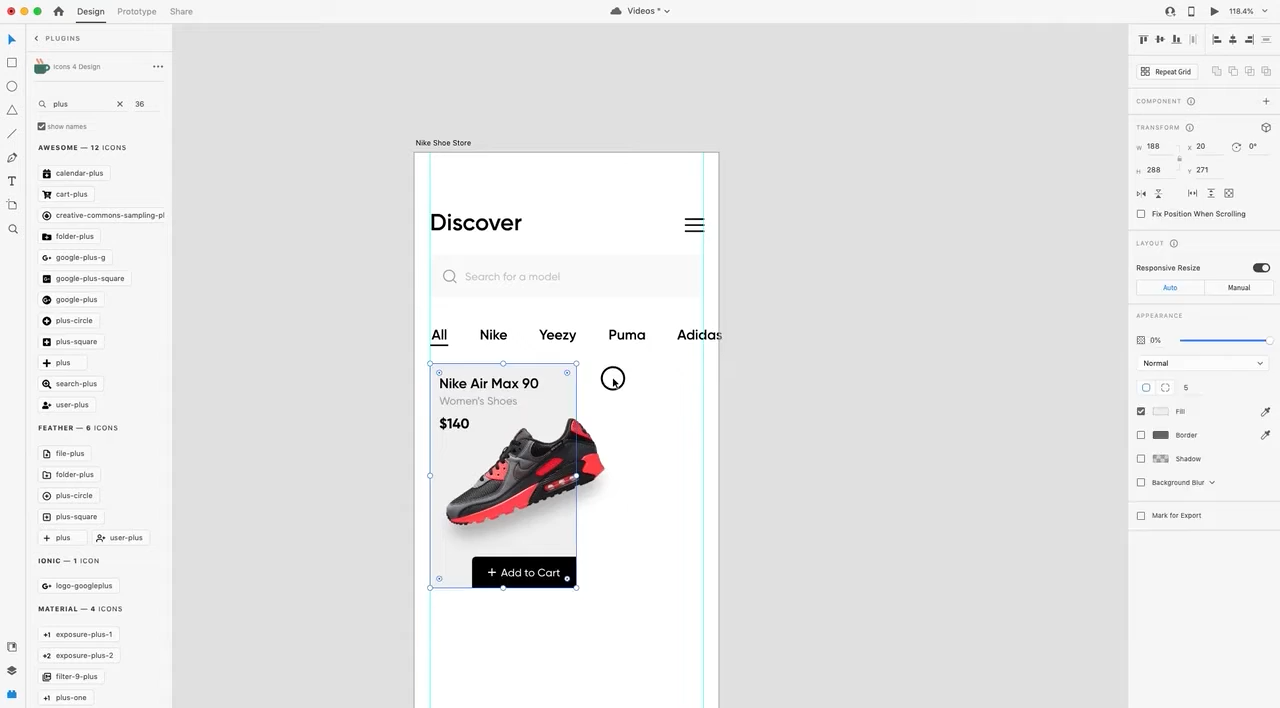 Design
Prototype
Share
Videos *
118.4%
PLUGINS
Icons 4 Design
plus
36
show names
AWESOME — 12 ICONS
calendar-plus
cart-plus
creative-commons-sampling-pl
folder-plus
google-plus-g
google-plus-square
google-plus
plus-circle
plus-square
plus
search-plus
user-plus
FEATHER — 6 ICONS
file-plus
folder-plus
plus-circle
plus-square
plus
user-plus
IONIC — 1 ICON
logo-googleplus
MATERIAL — 4 ICONS
exposure-plus-1
exposure-plus-2
filter-9-plus
plus-one
Nike Shoe Store
Discover
Search for a model
All
Nike
Yeezy
Puma
Adidas
Nike Air Max 90
Women's Shoes
$140
+ Add to Cart
Repeat Grid
COMPONENT
TRANSFORM
W 188 X 20 0°
H 288 Y 271
Fix Position When Scrolling
LAYOUT
Responsive Resize
Auto
Manual
APPEARANCE
0%
Normal
5
Fill
Border
Shadow
Background Blur
Mark for Export